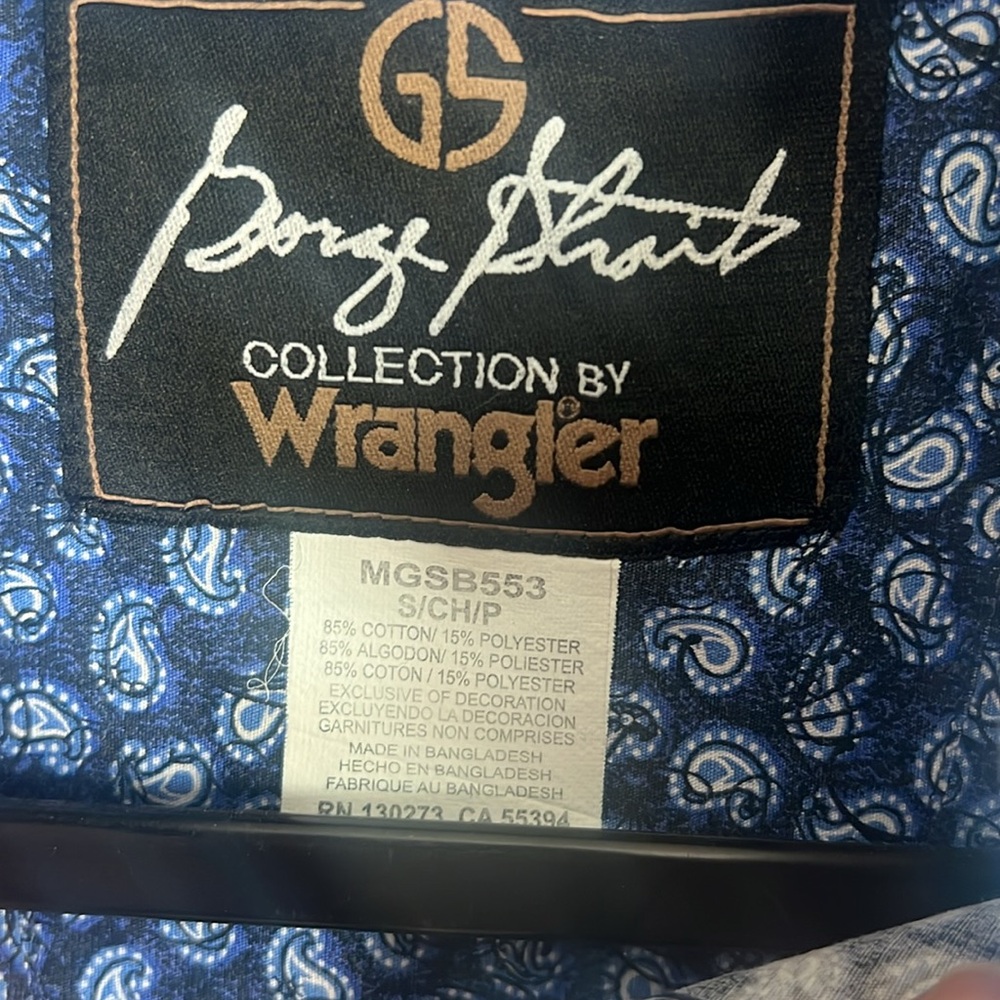 GS
George Strait
COLLECTION BY
Wrangler®
MGSB553
S/CH/P
85% COTTON/ 15% POLYESTER
85% ALGODON/ 15% POLIESTER
85% COTON / 15% POLYESTER
EXCLUSIVE OF DECORATION
EXCLUYENDO LA DECORACION
GARNITURES NON COMPRISES
MADE IN BANGLADESH
HECHO EN BANGLADESH
FABRIQUE AU BANGLADESH
RN 130273 CA 55394